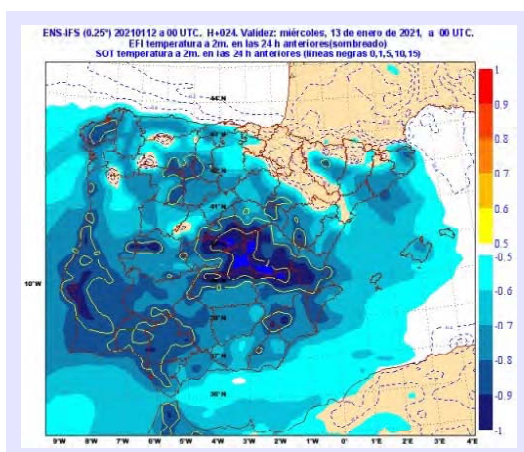 ENS-IFS (0.25°) 20210112 a 00 UTC. H+024. Validez: miércoles, 13 de enero de 2021, a 00 UTC.
EFI temperatura a 2m. en las 24 h anteriores(sombreado)
SOT temperatura a 2m. en las 24 h anteriores (líneas negras 0,1,5,10,15)
44°N
43°N
42°N
41°N
10°W
38°N
37°N
36°N
9°W 8°W 7°W 6°W 5°W 4°W 3°W 2°W 1°W 0° 1°E 2°E 3°E 4°E
1
0.9
0.8
0.7
0.6
0.5
-0.5
-0.6
-0.7
-0.8
-0.9
-1